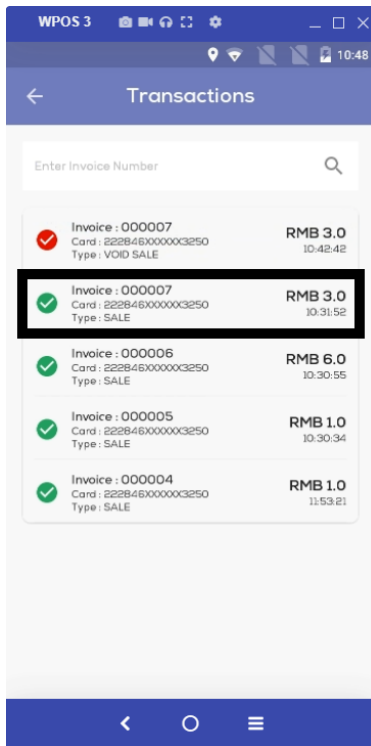 WPOS 3
10:48
Transactions
Enter Invoice Number
Invoice : 000007
Card : 222846XXXXXX3250
Type : VOID SALE
RMB 3.0
10:42:42
Invoice : 000007
Card : 222846XXXXXX3250
Type : SALE
RMB 3.0
10:31:52
Invoice : 000006
Card : 222846XXXXXX3250
Type : SALE
RMB 6.0
10:30:55
Invoice : 000005
Card : 222846XXXXXX3250
Type : SALE
RMB 1.0
10:30:34
Invoice : 000004
Card : 222846XXXXXX3250
Type : SALE
RMB 1.0
11:53:21